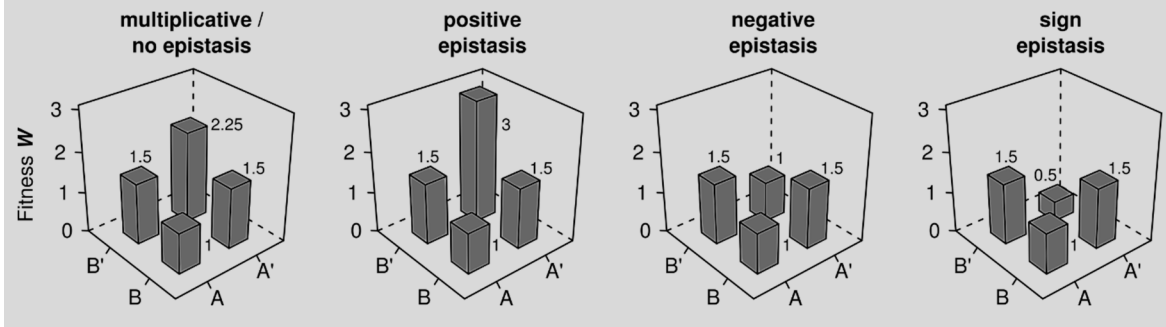 multiplicative /
no epistasis
positive
epistasis
negative
epistasis
sign
epistasis
Fitness W
3
2
1
0
1.5
2.25
1.5
1
B'
B
A
A'
3
2
1
0
1.5
3
1.5
1
B'
B
A
A'
3
2
1
0
1.5
1
1.5
1
B'
B
A
A'
3
2
1
0
1.5
0.5
1.5
1
B'
B
A
A'